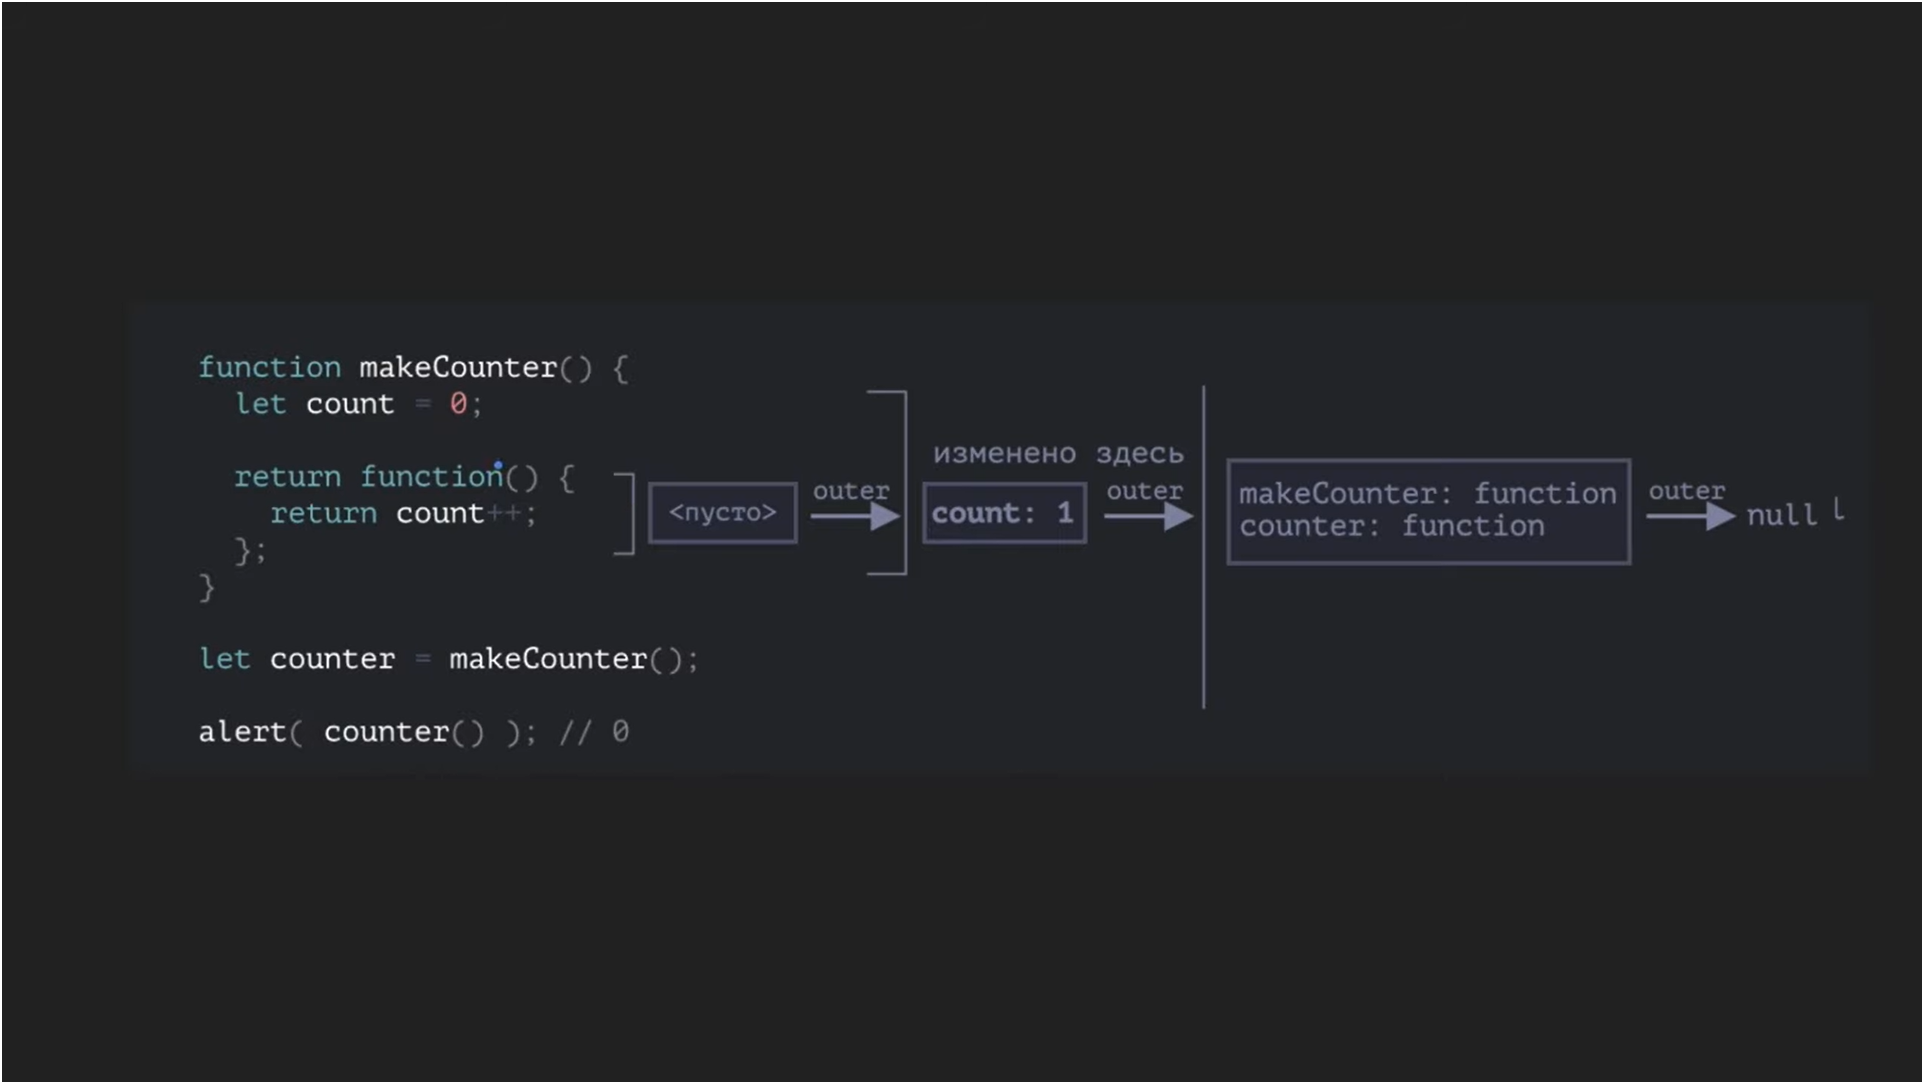 function makeCounter() {
let count = 0;
return function() {
return count++;
};
}
let counter = makeCounter();
alert( counter() ); // 0
<пусто>
outer
изменено здесь
count: 1
outer
makeCounter: function
counter: function
outer
null